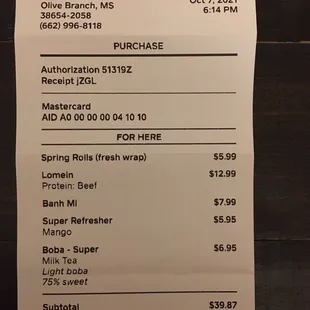 Olive Branch, MS
Oct 7, 2021
38654-2058
6:14 PM
(662) 996-8118
PURCHASE
Authorization 51319Z
Receipt jZGL
Mastercard
AID A0 00 00 00 04 10 10
FOR HERE
Spring Rolls (fresh wrap) $5.99
Lomein $12.99
Protein: Beef
Banh Mi $7.99
Super Refresher $5.95
Mango
Boba - Super $6.95
Milk Tea
Light boba
75% sweet
Subtotal $39.87